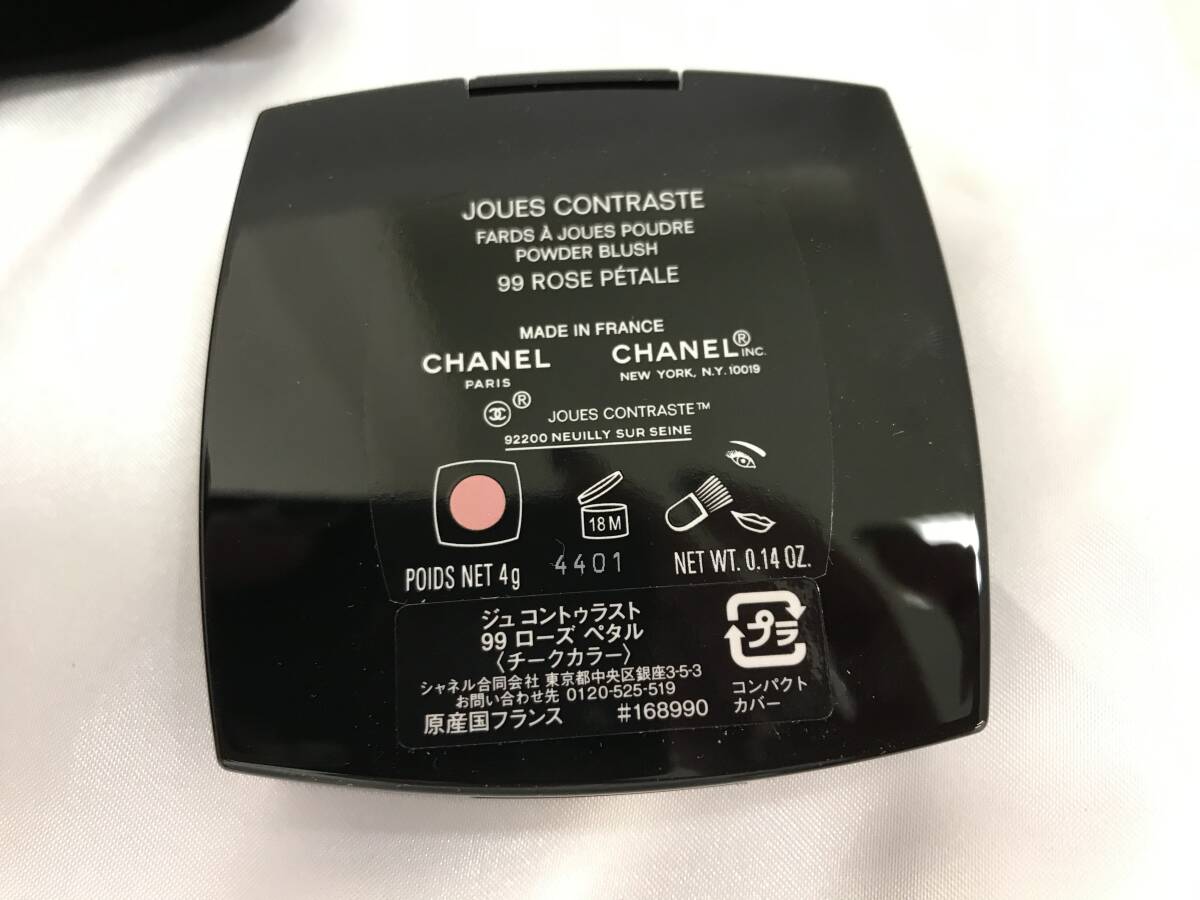 JOUES CONTRASTE
FARDS À JOUES POUDRE
POWDER BLUSH
99 ROSE PÉTALE
MADE IN FRANCE
CHANEL CHANEL® INC.
PARIS NEW YORK, N.Y. 10019
® JOUES CONTRASTE™
92200 NEUILLY SUR SEINE
18 M
POIDS NET 4g 4401 NET WT. 0.14 OZ.
ジュ コントゥラスト
99 ローズ ペタル
〈チークカラー〉
シャネル合同会社 東京都中央区銀座3-5-3
お問い合わせ先 0120-525-519
原産国フランス #168990
プラ
コンパクト
カバー